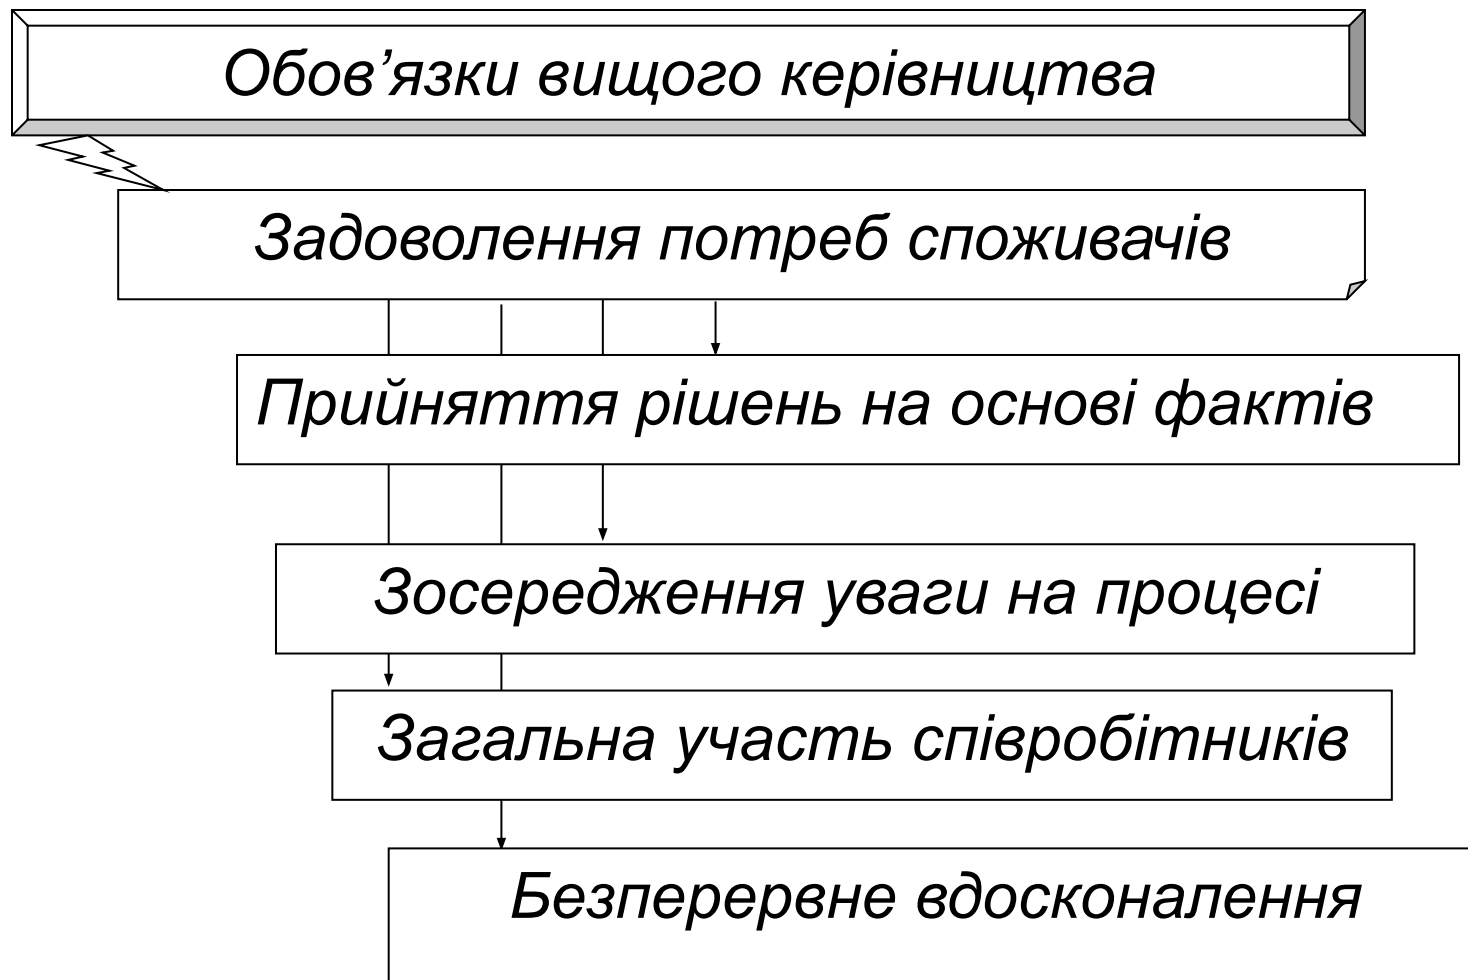 Обов’язки вищого керівництва
Задоволення потреб споживачів
Прийняття рішень на основі фактів
Зосередження уваги на процесі
Загальна участь співробітників
Безперервне вдосконалення